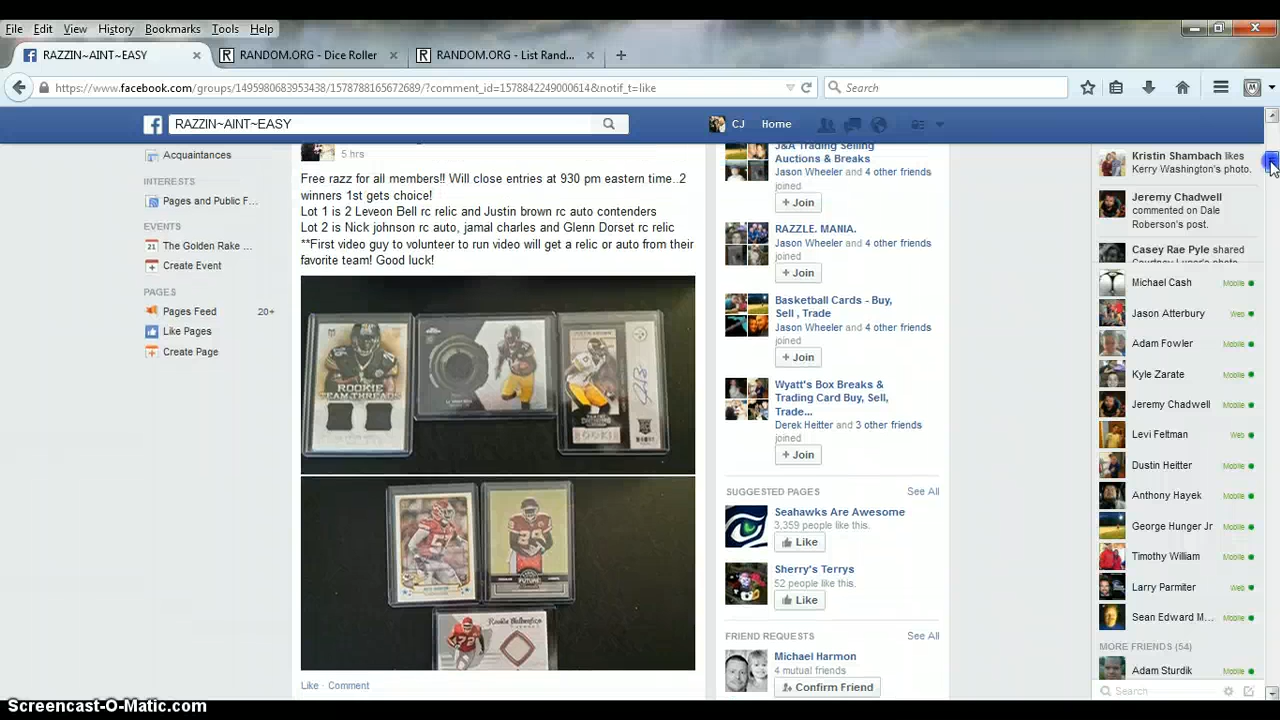 File Edit View History Bookmarks Tools Help
RAZZIN~AINT~EASY
RANDOM.ORG - Dice Roller
RANDOM.ORG - List Rand...
https://www.facebook.com/groups/1495980683953438/1578788165672689/?comment_id=1578842249000614&notif_t=like
Search
RAZZIN~AINT~EASY
CJ Home
Acquaintances
INTERESTS
Pages and Public F...
EVENTS
The Golden Rake ...
Create Event
PAGES
Pages Feed 20+
Like Pages
Create Page
5 hrs
Free razz for all members!! Will close entries at 930 pm eastern time..2
winners 1st gets choice!
Lot 1 is 2 Leveon Bell rc relic and Justin brown rc auto contenders
Lot 2 is Nick johnson rc auto, jamal charles and Glenn Dorset rc relic
**First video guy to volunteer to run video will get a relic or auto from their
favorite team! Good luck!
ROOKIE
TEAM THREADS
ROOKIE
FUTURE
Rookie Authentics
Like · Comment
J&A Trading Selling
Auctions & Breaks
Jason Wheeler and 4 other friends
joined
+ Join
RAZZLE. MANIA.
Jason Wheeler and 4 other friends
joined
+ Join
Basketball Cards - Buy,
Sell , Trade
Jason Wheeler and 4 other friends
joined
+ Join
Wyatt's Box Breaks &
Trading Card Buy, Sell,
Trade...
Derek Heitter and 3 other friends
joined
+ Join
SUGGESTED PAGES See All
Seahawks Are Awesome
3,359 people like this.
Like
Sherry's Terrys
52 people like this.
Like
FRIEND REQUESTS See All
Michael Harmon
4 mutual friends
Confirm Friend
Kristin Shambach likes
Kerry Washington's photo.
Jeremy Chadwell
commented on Dale
Roberson's post.
Casey Rae Pyle shared
Michael Cash Mobile
Jason Atterbury Web
Adam Fowler Mobile
Kyle Zarate Mobile
Jeremy Chadwell Mobile
Levi Feltman Web
Dustin Heitter Mobile
Anthony Hayek Mobile
George Hunger Jr Mobile
Timothy William Mobile
Larry Parmiter Web
Sean Edward M... Mobile
MORE FRIENDS (54)
Adam Sturdik Mobile
Search
Screencast-O-Matic.com